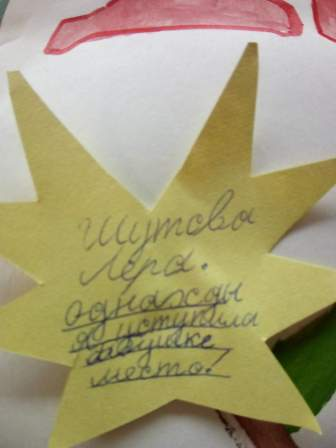 Шутова
Лера.
однажды
я уступила
бабушке
место!